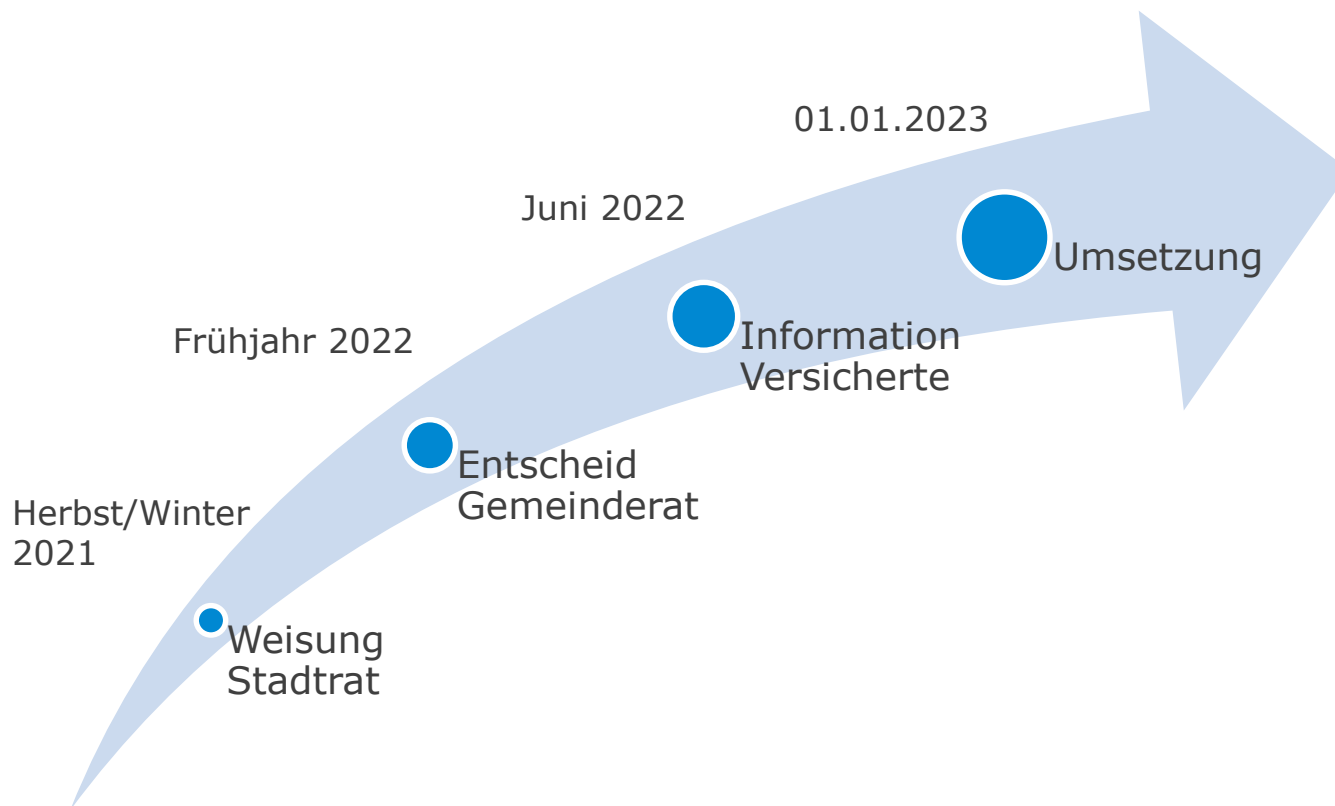 Herbst/Winter
2021
Weisung
Stadtrat
Frühjahr 2022
Entscheid
Gemeinderat
Juni 2022
Information
Versicherte
01.01.2023
Umsetzung